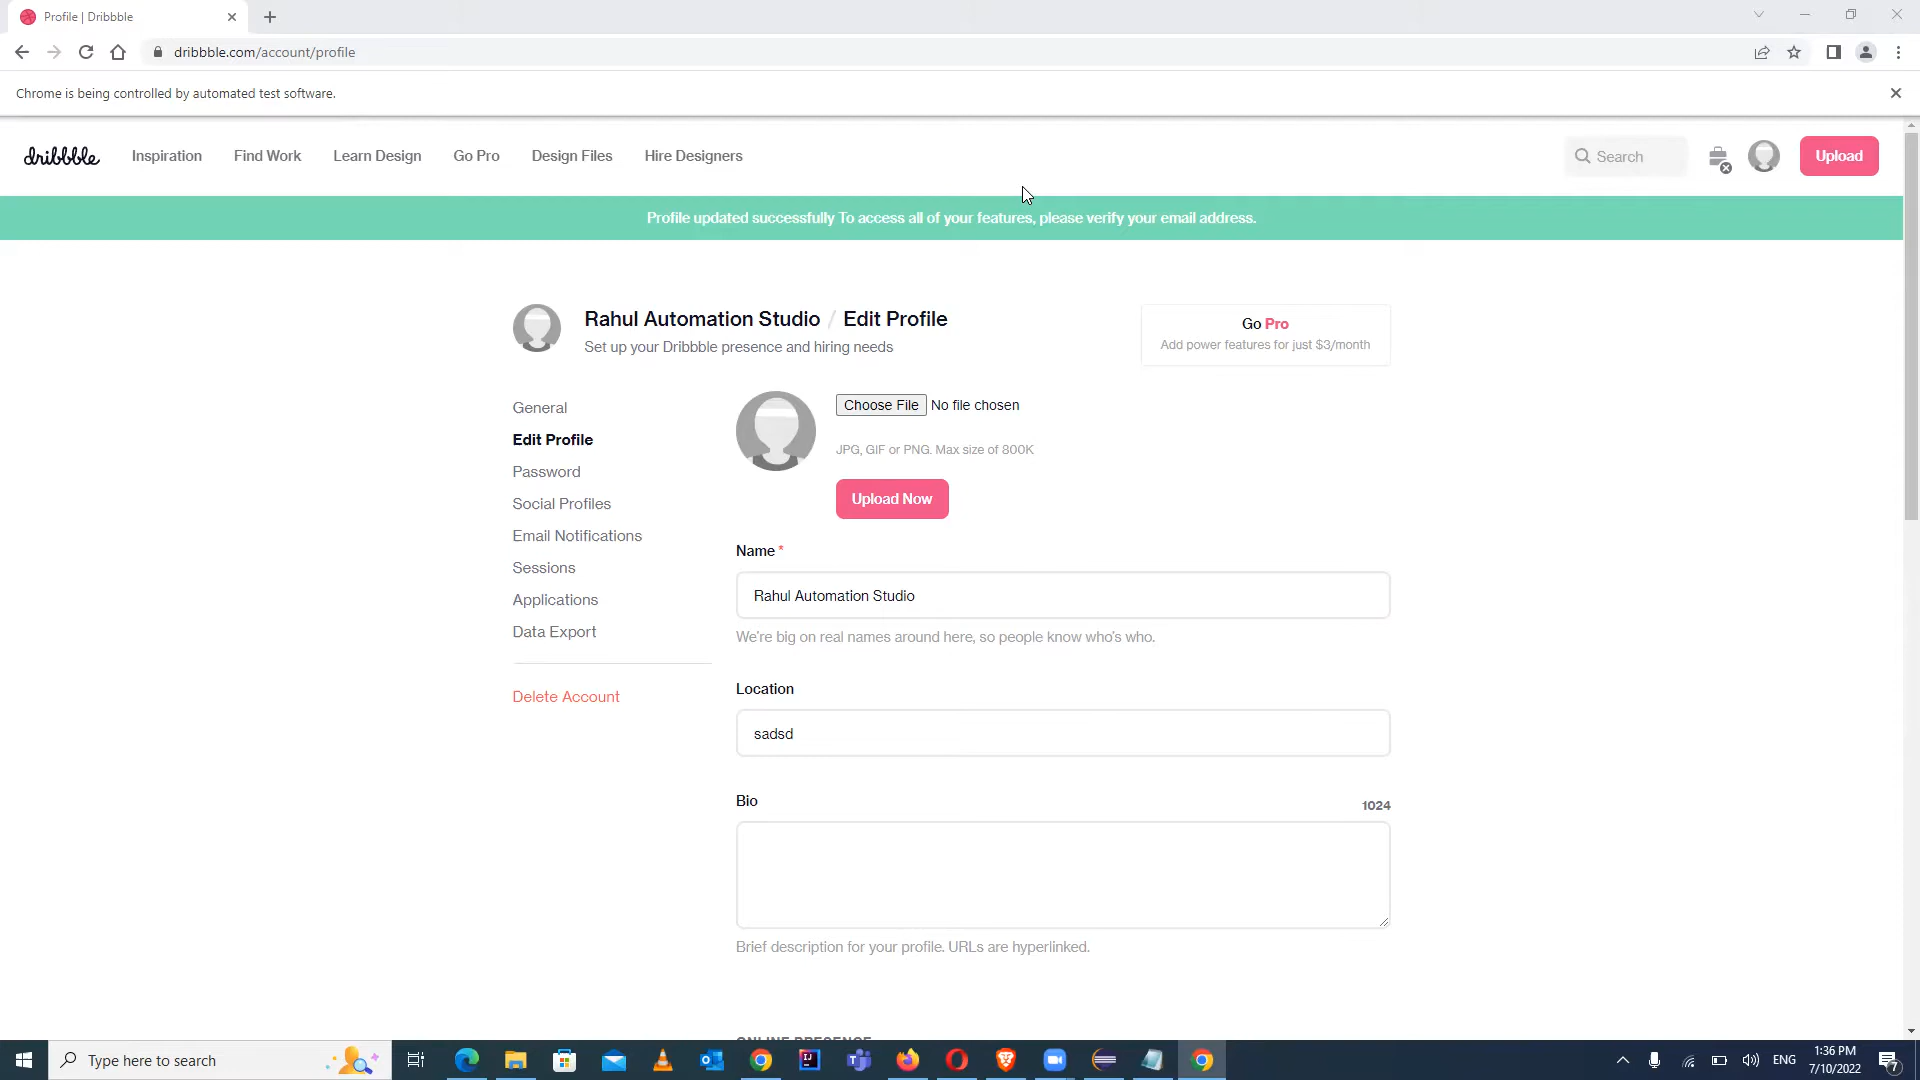 Profile | Dribbble
dribbble.com/account/profile
Chrome is being controlled by automated test software.
dribbble
Inspiration
Find Work
Learn Design
Go Pro
Design Files
Hire Designers
Search
Upload
Profile updated successfully To access all of your features, please verify your email address.
Rahul Automation Studio / Edit Profile
Set up your Dribbble presence and hiring needs
Go Pro
Add power features for just $3/month
General
Edit Profile
Password
Social Profiles
Email Notifications
Sessions
Applications
Data Export
Delete Account
Choose File No file chosen
JPG, GIF or PNG. Max size of 800K
Upload Now
Name *
Rahul Automation Studio
We're big on real names around here, so people know who's who.
Location
sadsd
Bio
1024
Brief description for your profile. URLs are hyperlinked.
ONLINE PRESENCE
Type here to search
ENG
1:36 PM
7/10/2022
7